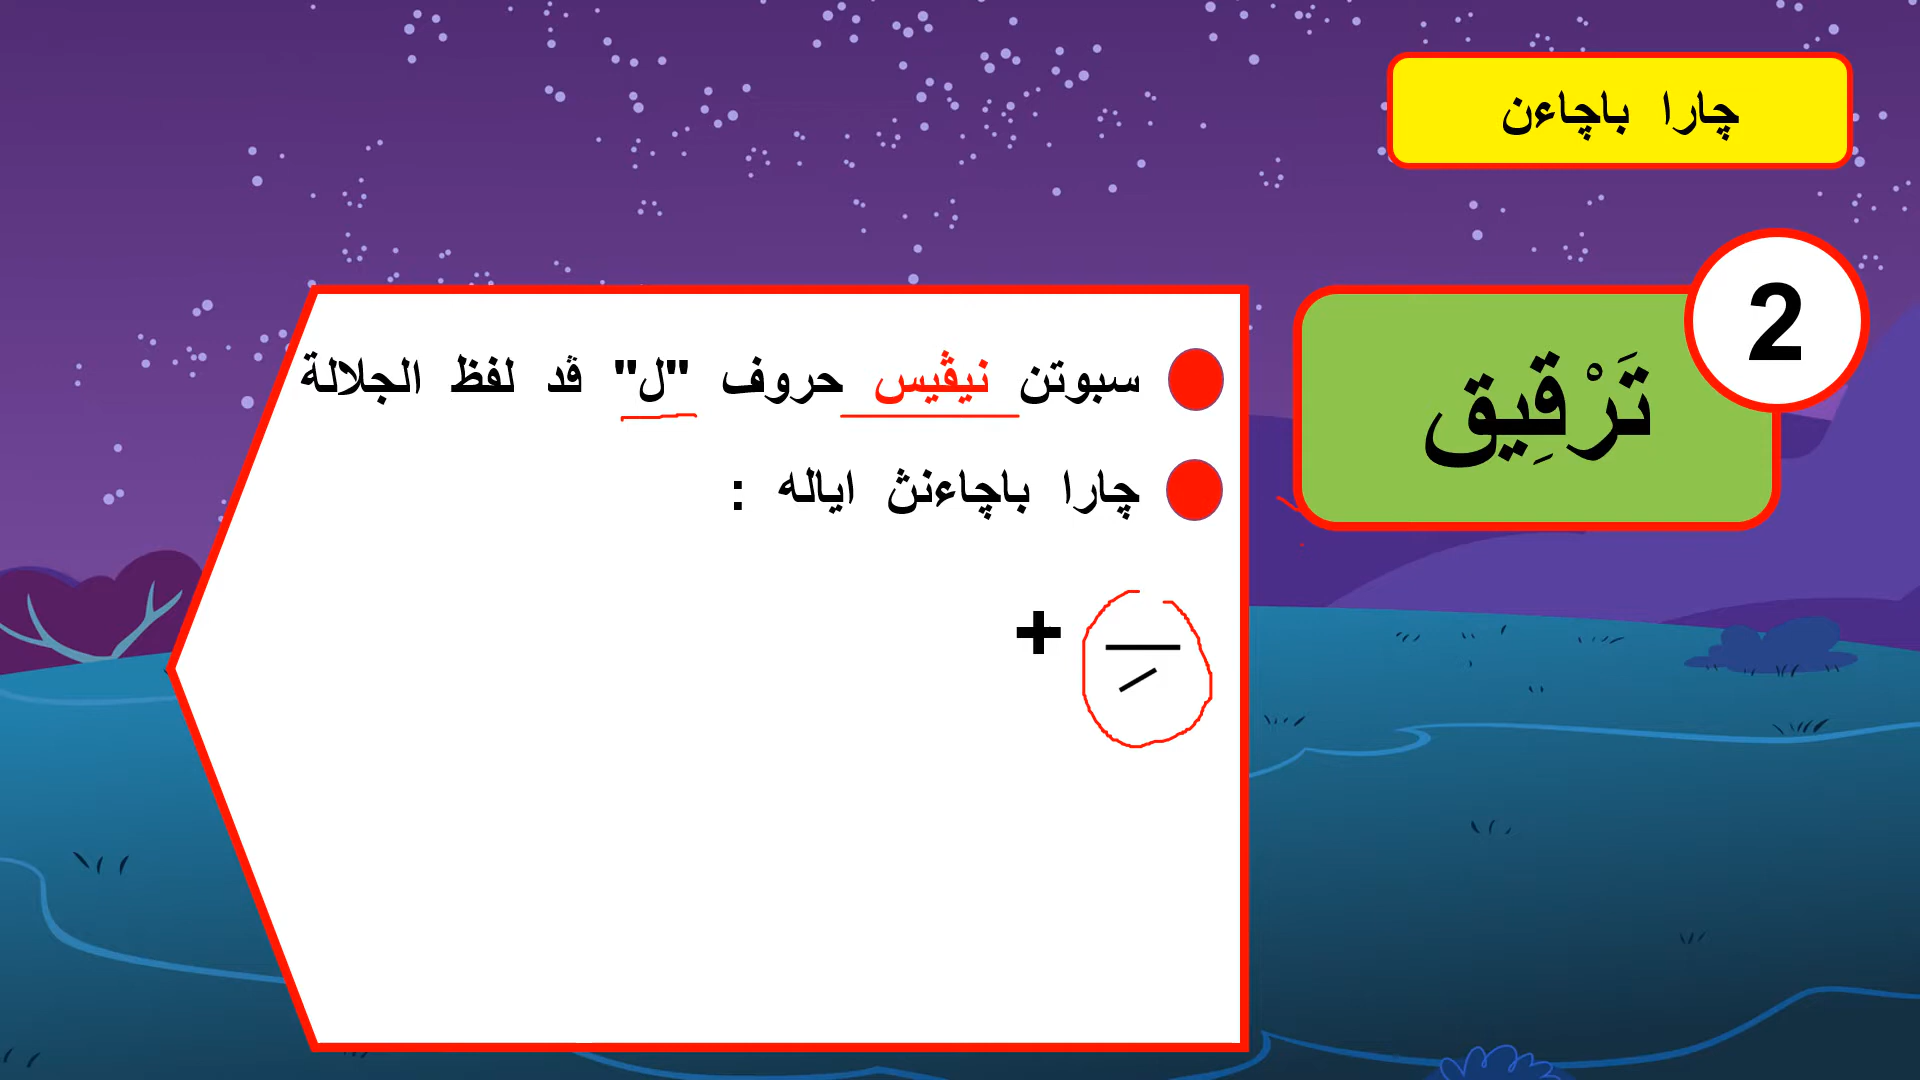 چارا باچاءن
2
تَرْقِيق
سبوتن نيڤيس حروف "ل" ڤد لفظ الجلالة
چارا باچاءنڽ اياله :
ـِـ +